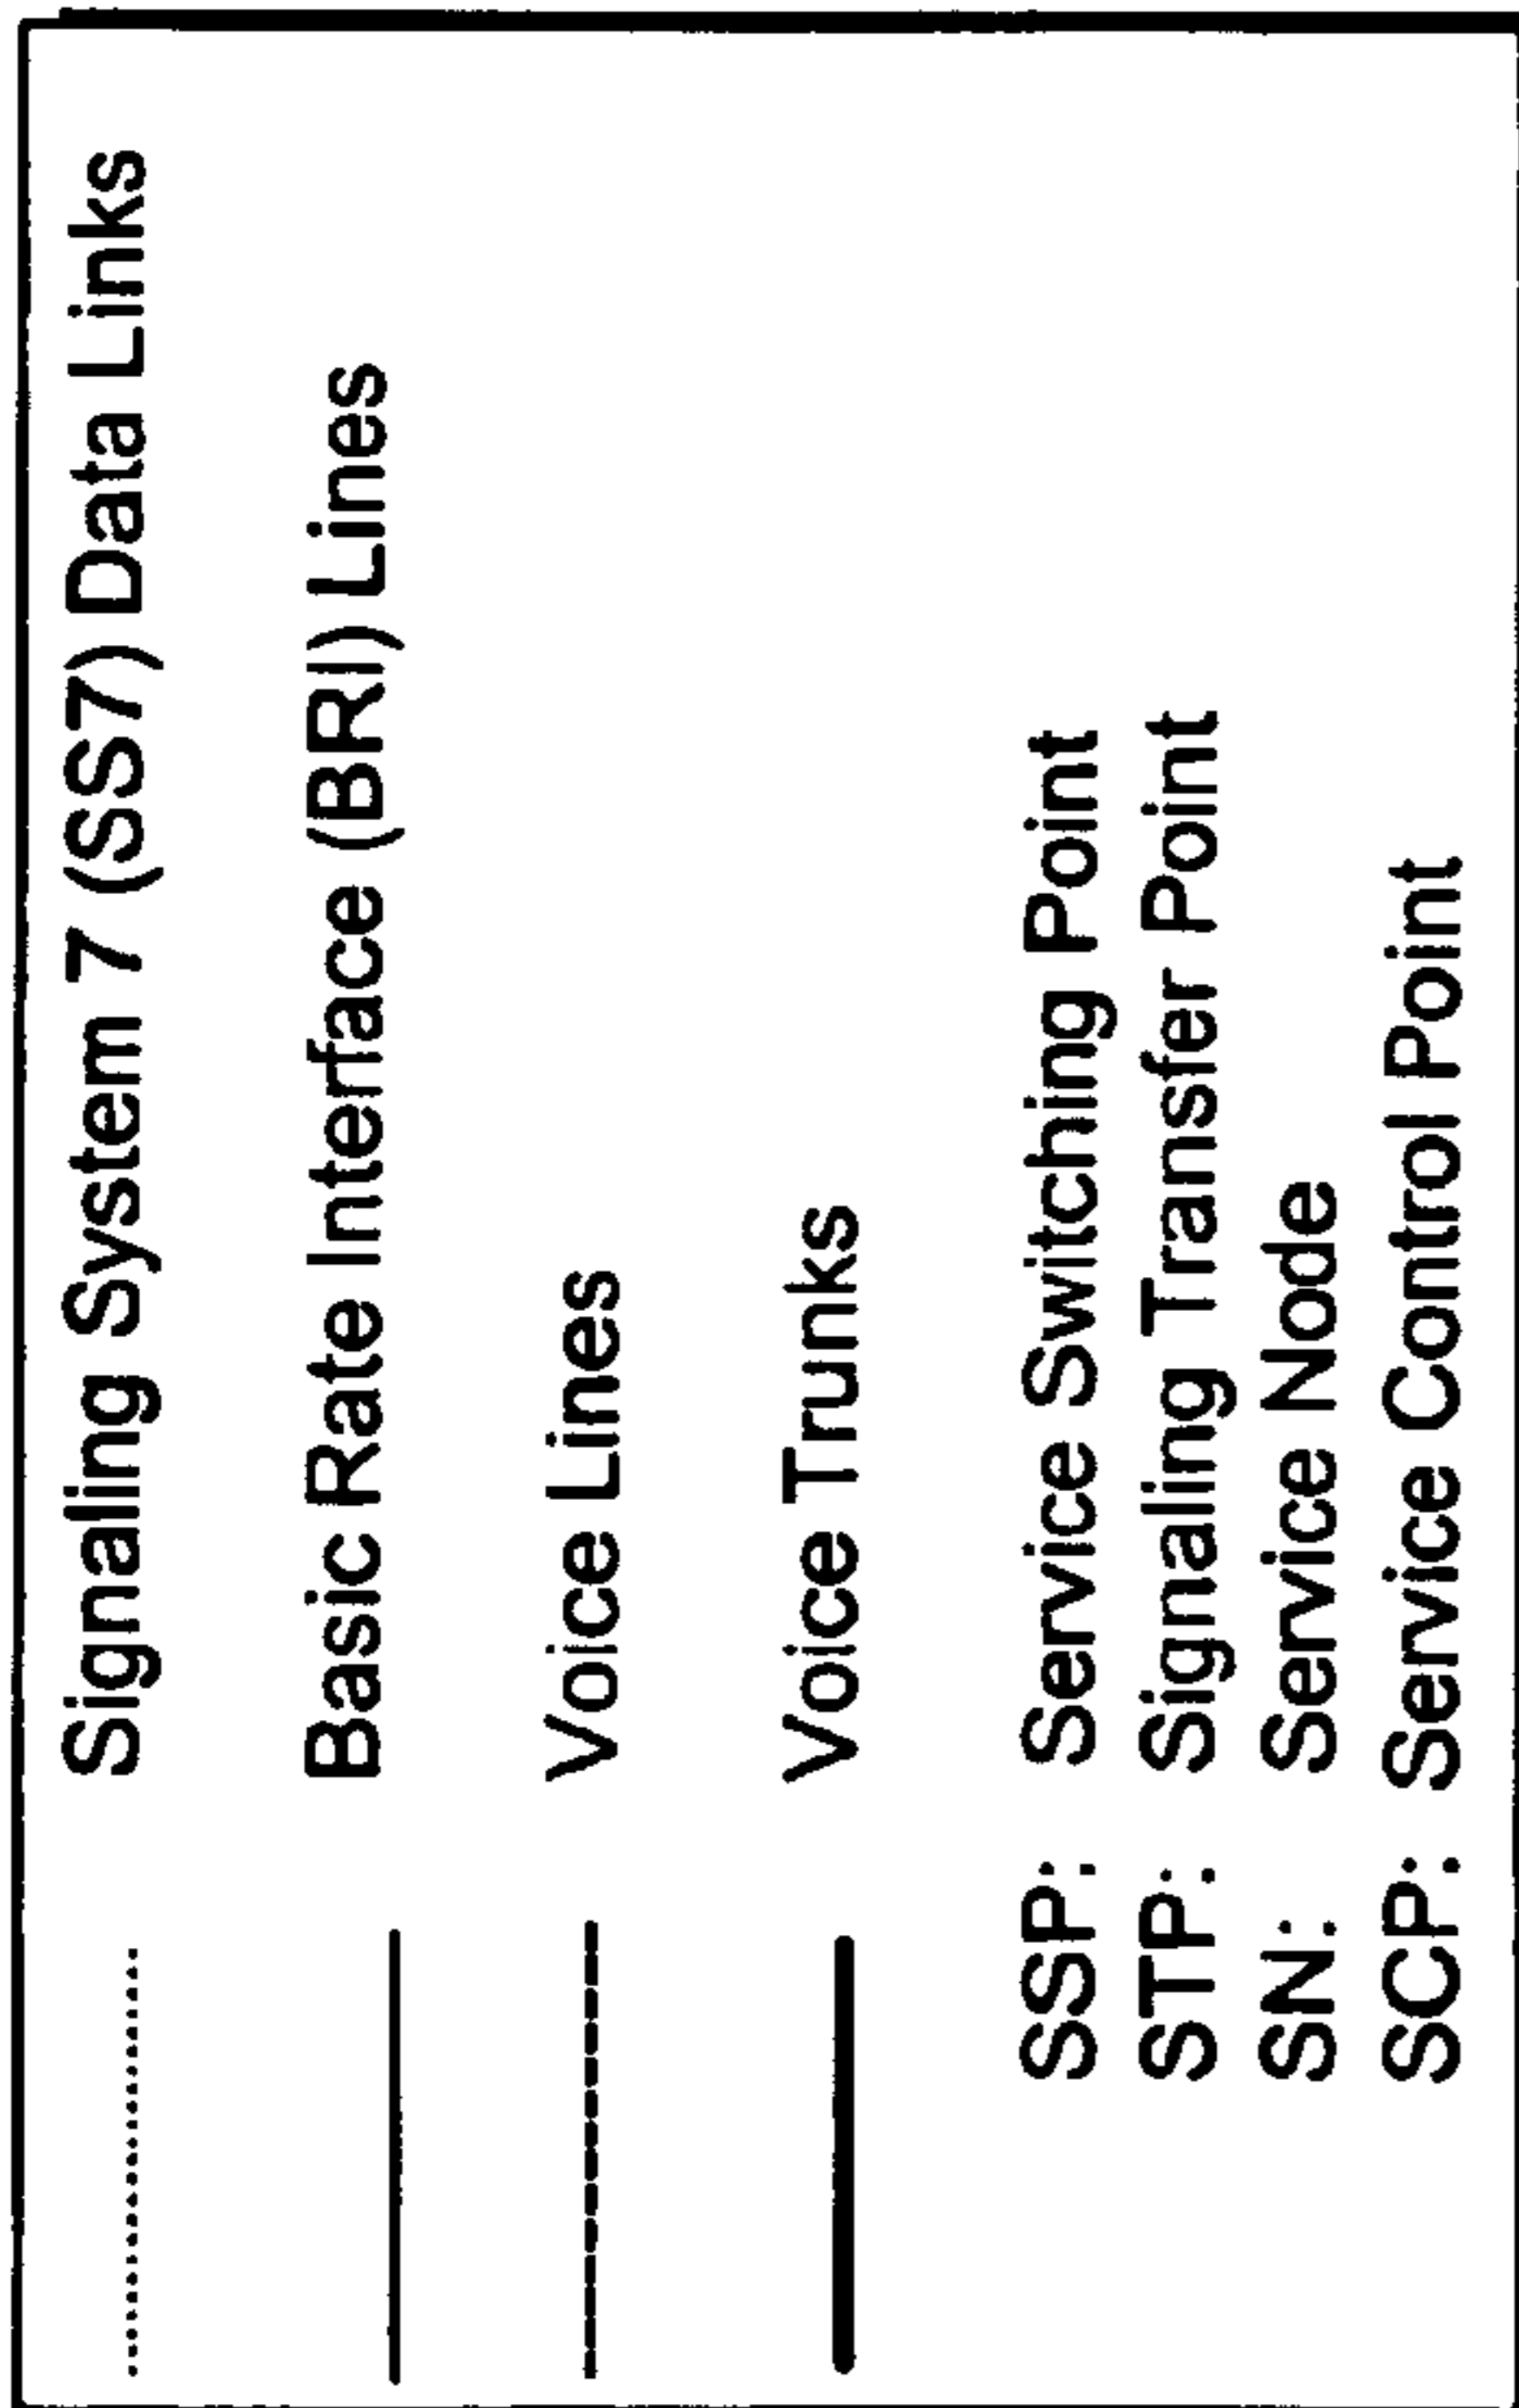 Signaling System 7 (SS7) Data Links
Basic Rate Interface (BRI) Lines
Voice Lines
Voice Trunks
SSP: Service Switching Point
STP: Signaling Transfer Point
SN: Service Node
SCP: Service Control Point